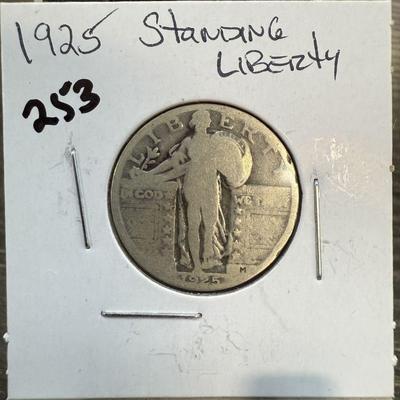 1925 STANDING
LIBERTY
253
LIBERTY
IN GOD WE
M
1925